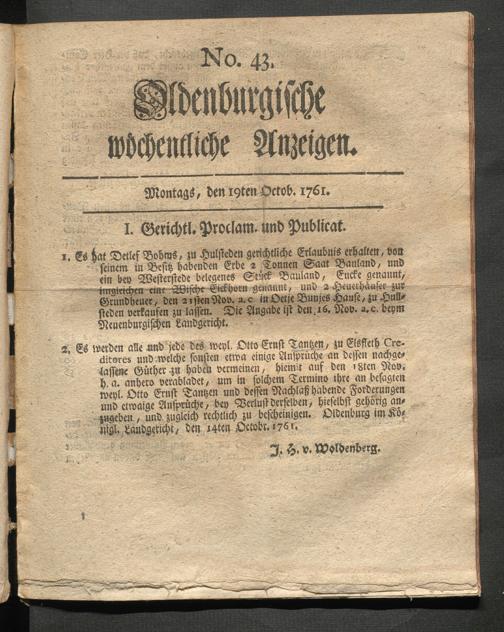 No. 43.
Oldenburgische
wöchentliche Anzeigen.
Montags, den 19ten Octob. 1761.
I. Gerichtl. Proclam. und Publicat.
1. Es hat Detlef Bohms, zu Hulsteden gerichtliche Erlaubnis erhalten, von
seinem in Besitz habenden Erbe 2 Tonnen Saat Bauland, und
ein bey Westerstede belegenes Stück Bauland, Eucke genannt,
imgleichen eine Wische Eickhorn genannt, und 2 Heuerhäuser zur
Grundheuer, den 21sten Nov. a. c. in Oetje Bunjes Hause, zu Hull-
steden verkaufen zu lassen. Die Angabe ist den 16. Nov. a. c. beym
Neuenburgischen Landgericht.
2. Es werden alle und jede des weyl. Otto Ernst Tantzen, zu Elsfleth Cre-
ditores und welche sonsten etwa einige Ansprüche an dessen nachge-
lassene Güther zu haben vermeinen, hiemit auf den 18ten Nov.
h. a. anhero verabladet, um in solchem Termino ihre an besagten
weyl. Otto Ernst Tantzen und dessen Nachlaß habende Forderungen
und etwaige Ansprüche, bey Verlust derselben, hieselbst gehörig an-
zugeben, und zugleich rechtlich zu bescheinigen. Oldenburg im Kö-
nigl. Landgericht, den 14ten Octobr. 1761.
J. H. v. Woldenberg.